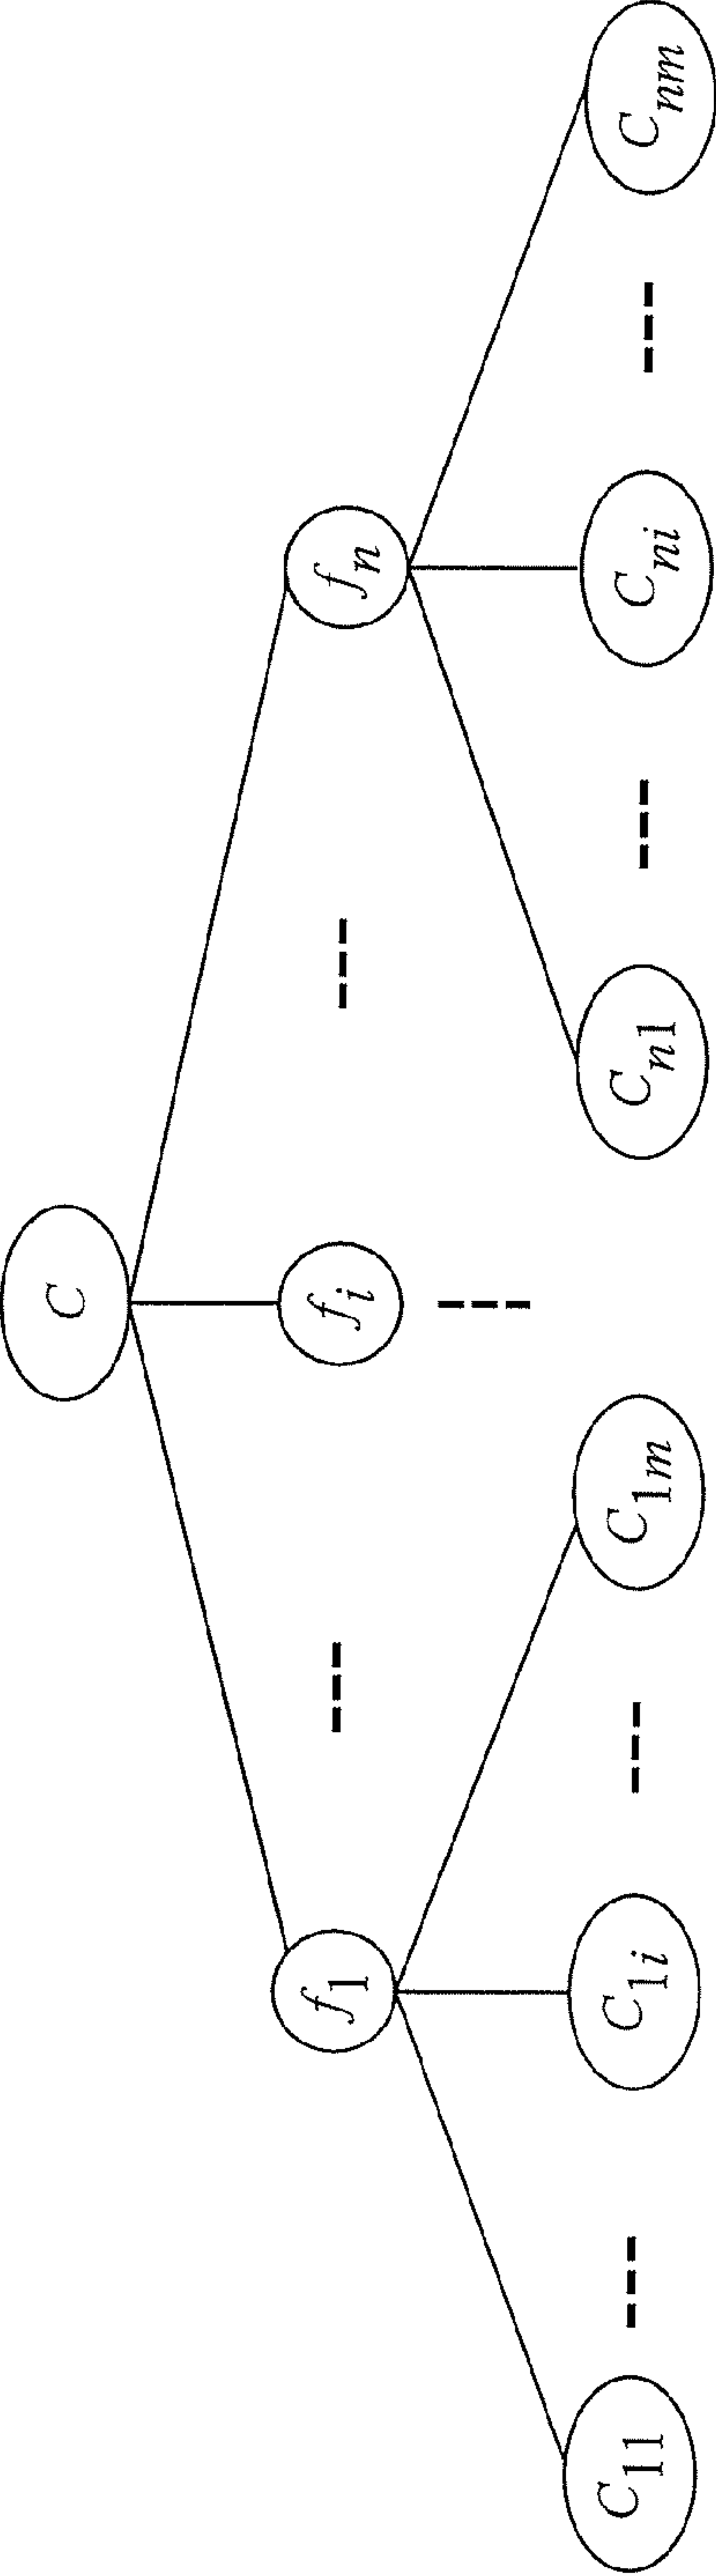 C
f1 --- fi --- fn
---
C11 --- C1i --- C1m Cn1 --- Cni --- Cnm